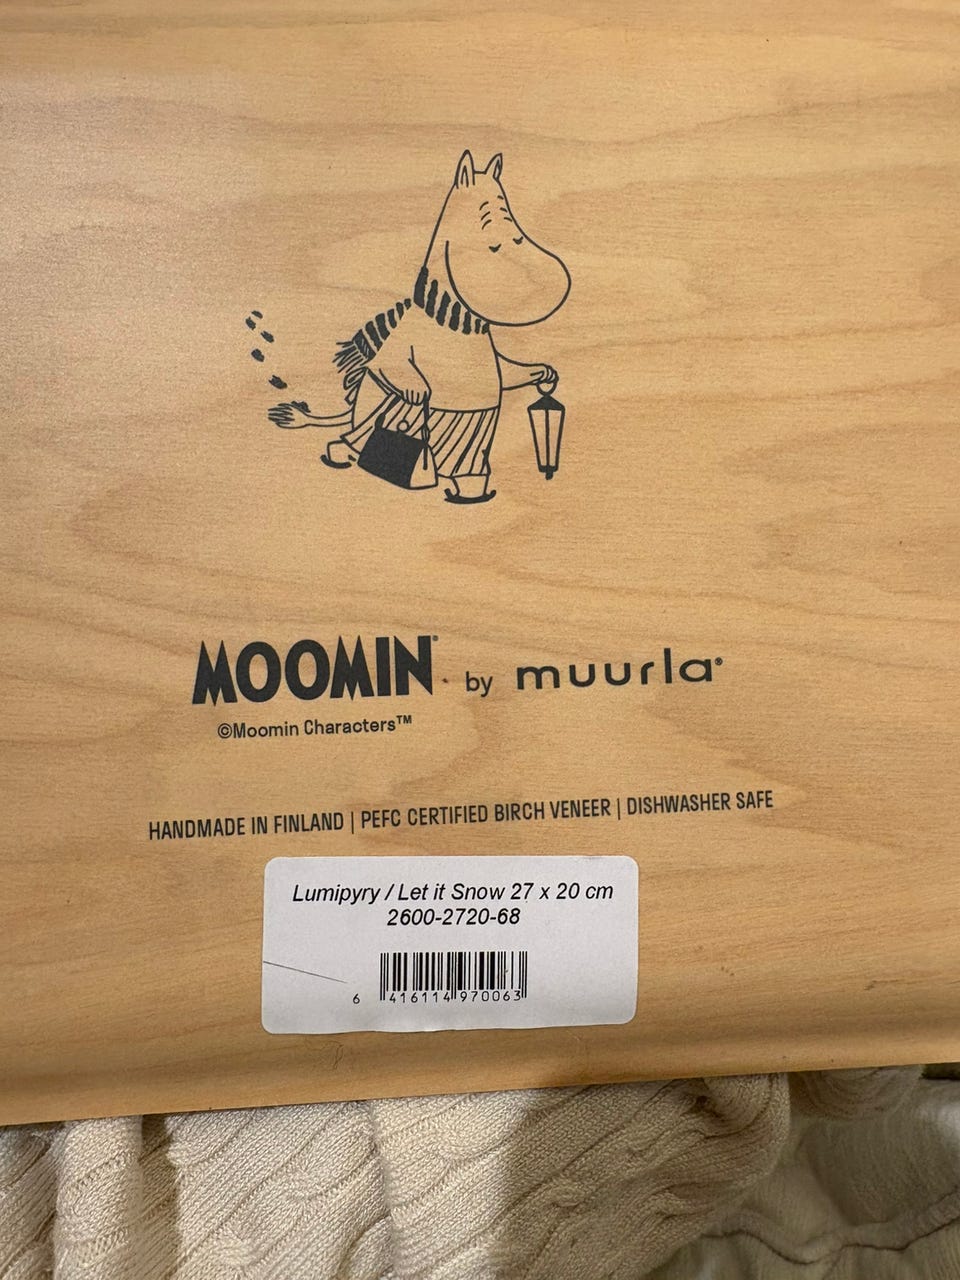 MOOMIN® by muurla®
©Moomin Characters™
HANDMADE IN FINLAND | PEFC CERTIFIED BIRCH VENEER | DISHWASHER SAFE
Lumipyry / Let it Snow 27 x 20 cm
2600-2720-68
6 416114 970063